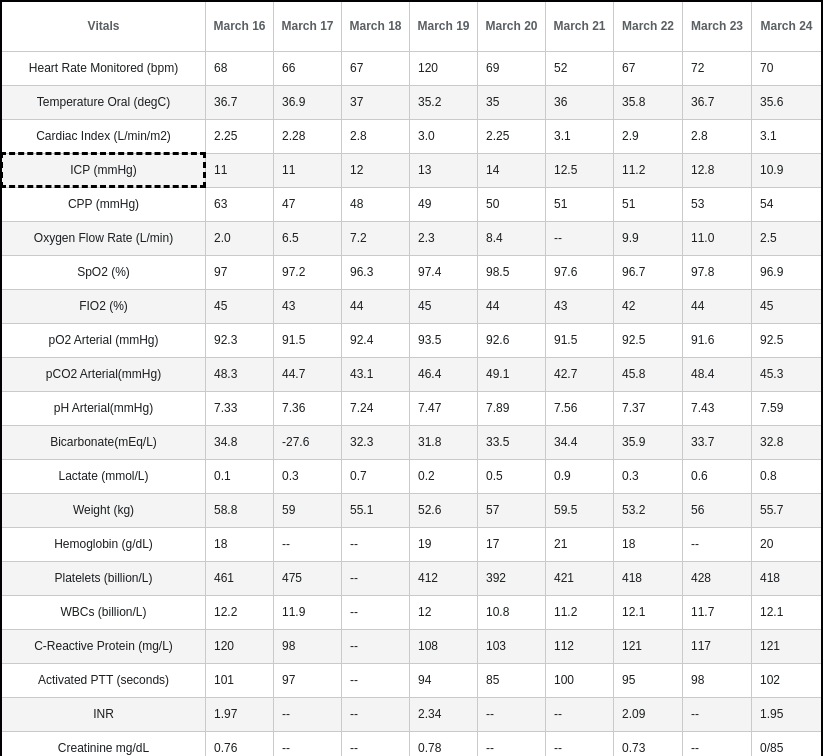 Vitals March 16 March 17 March 18 March 19 March 20 March 21 March 22 March 23 March 24
Heart Rate Monitored (bpm) 68 66 67 120 69 52 67 72 70
Temperature Oral (degC) 36.7 36.9 37 35.2 35 36 35.8 36.7 35.6
Cardiac Index (L/min/m2) 2.25 2.28 2.8 3.0 2.25 3.1 2.9 2.8 3.1
ICP (mmHg) 11 11 12 13 14 12.5 11.2 12.8 10.9
CPP (mmHg) 63 47 48 49 50 51 51 53 54
Oxygen Flow Rate (L/min) 2.0 6.5 7.2 2.3 8.4 -- 9.9 11.0 2.5
SpO2 (%) 97 97.2 96.3 97.4 98.5 97.6 96.7 97.8 96.9
FIO2 (%) 45 43 44 45 44 43 42 44 45
pO2 Arterial (mmHg) 92.3 91.5 92.4 93.5 92.6 91.5 92.5 91.6 92.5
pCO2 Arterial(mmHg) 48.3 44.7 43.1 46.4 49.1 42.7 45.8 48.4 45.3
pH Arterial(mmHg) 7.33 7.36 7.24 7.47 7.89 7.56 7.37 7.43 7.59
Bicarbonate(mEq/L) 34.8 -27.6 32.3 31.8 33.5 34.4 35.9 33.7 32.8
Lactate (mmol/L) 0.1 0.3 0.7 0.2 0.5 0.9 0.3 0.6 0.8
Weight (kg) 58.8 59 55.1 52.6 57 59.5 53.2 56 55.7
Hemoglobin (g/dL) 18 -- -- 19 17 21 18 -- 20
Platelets (billion/L) 461 475 -- 412 392 421 418 428 418
WBCs (billion/L) 12.2 11.9 -- 12 10.8 11.2 12.1 11.7 12.1
C-Reactive Protein (mg/L) 120 98 -- 108 103 112 121 117 121
Activated PTT (seconds) 101 97 -- 94 85 100 95 98 102
INR 1.97 -- -- 2.34 -- -- 2.09 -- 1.95
Creatinine mg/dL 0.76 -- -- 0.78 -- -- 0.73 -- 0/85